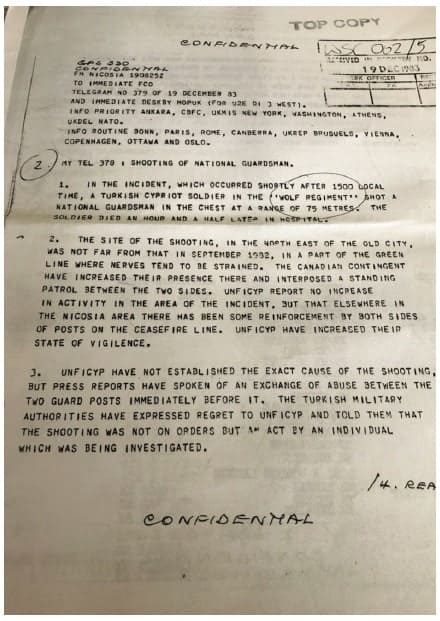 TOP COPY
CONFIDENTIAL
WSC 062/5
19 DEC 1983
DESK OFFICER
GPS 330
CONFIDENTIAL
FM NICOSIA 190825Z
TO IMMEDIATE FCO
TELEGRAM NO 379 OF 19 DECEMBER 83
AND IMMEDIATE DESKBY MODUK (FOR
INFO PRIORITY ANKARA, CBFC, UKMIS NEW YORK, WASHINGTON, ATHENS,
UKDEL NATO.
INFO ROUTINE BONN, PARIS, ROME, CANBERRA, UKREP BRUSUELS, VIENNA,
COPENHAGEN, OTTAWA AND OSLO.
2. MY TEL 378 : SHOOTING OF NATIONAL GUARDSMAN.
1. IN THE INCIDENT, WHICH OCCURRED SHORTLY AFTER 1500 LOCAL
TIME, A TURKISH CYPRIOT SOLDIER IN THE ''WOLF REGIMENT'' SHOT A
NATIONAL GUARDSMAN IN THE CHEST AT A RANGE OF 75 METRES. THE
SOLDIER DIED AN HOUR AND A HALF LATER IN HOSPITAL.
2. THE SITE OF THE SHOOTING, IN THE NORTH EAST OF THE OLD CITY,
WAS NOT FAR FROM THAT IN SEPTEMBER 1982, IN A PART OF THE GREEN
LINE WHERE NERVES TEND TO BE STRAINED. THE CANADIAN CONTINGENT
HAVE INCREASED THEIR PRESENCE THERE AND INTERPOSED A STANDING
PATROL BETWEEN THE TWO SIDES. UNFICYP REPORT NO INCREASE
IN ACTIVITY IN THE AREA OF THE INCIDENT, BUT THAT ELSEWHERE IN
THE NICOSIA AREA THERE HAS BEEN SOME REINFORCEMENT BY BOTH SIDES
OF POSTS ON THE CEASEFIRE LINE. UNFICYP HAVE INCREASED THEIR
STATE OF VIGILENCE.
3. UNFICYP HAVE NOT ESTABLISHED THE EXACT CAUSE OF THE SHOOTING,
BUT PRESS REPORTS HAVE SPOKEN OF AN EXCHANGE OF ABUSE BETWEEN THE
TWO GUARD POSTS IMMEDIATELY BEFORE IT. THE TURKISH MILITARY
AUTHORITIES HAVE EXPRESSED REGRET TO UNFICYP AND TOLD THEM THAT
THE SHOOTING WAS NOT ON ORDERS BUT AN ACT BY AN INDIVIDUAL
WHICH WAS BEING INVESTIGATED.
/4. REA
CONFIDENTIAL